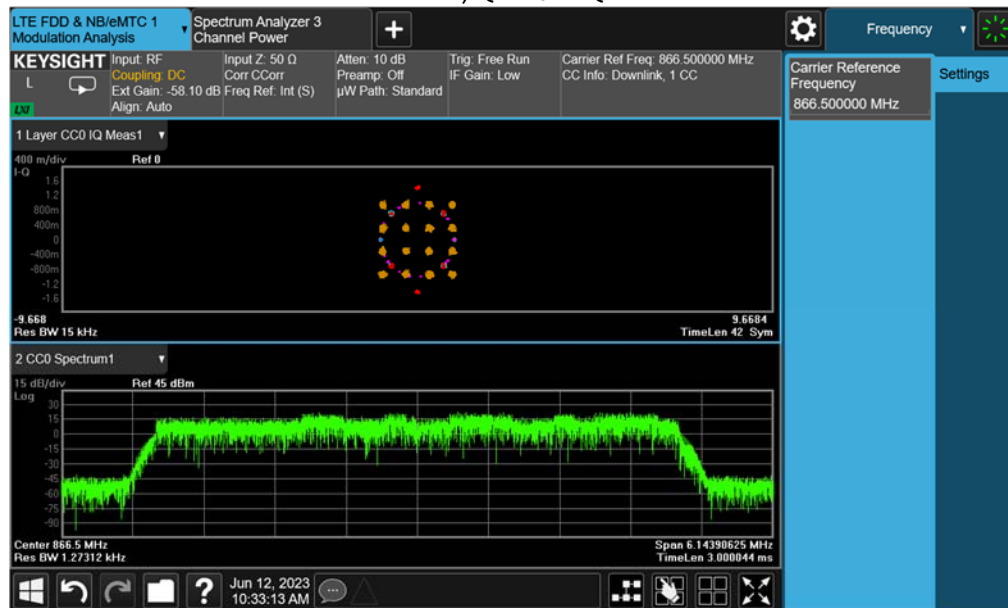 LTE FDD & NB/eMTC 1
Modulation Analysis
Spectrum Analyzer 3
Channel Power
Frequency
KEYSIGHT
L
LXI
Input: RF
Coupling: DC
Ext Gain: -58.10 dB
Align: Auto
Input Z: 50 Ω
Corr CCorr
Freq Ref: Int (S)
Atten: 10 dB
Preamp: Off
µW Path: Standard
Trig: Free Run
IF Gain: Low
Carrier Ref Freq: 866.500000 MHz
CC Info: Downlink, 1 CC
Carrier Reference
Frequency
866.500000 MHz
Settings
1 Layer CC0 IQ Meas1
400 m/div
Ref 0
I-Q
1.6
1.2
800m
400m
0
-400m
-800m
-1.2
-1.6
-9.668
9.6684
Res BW 15 kHz
TimeLen 42 Sym
2 CC0 Spectrum1
15 dB/div
Ref 45 dBm
Log
30
15
0
-15
-30
-45
-60
-75
-90
Center 866.5 MHz
Span 6.14390625 MHz
Res BW 1.27312 kHz
TimeLen 3.000044 ms
?
Jun 12, 2023
10:33:13 AM